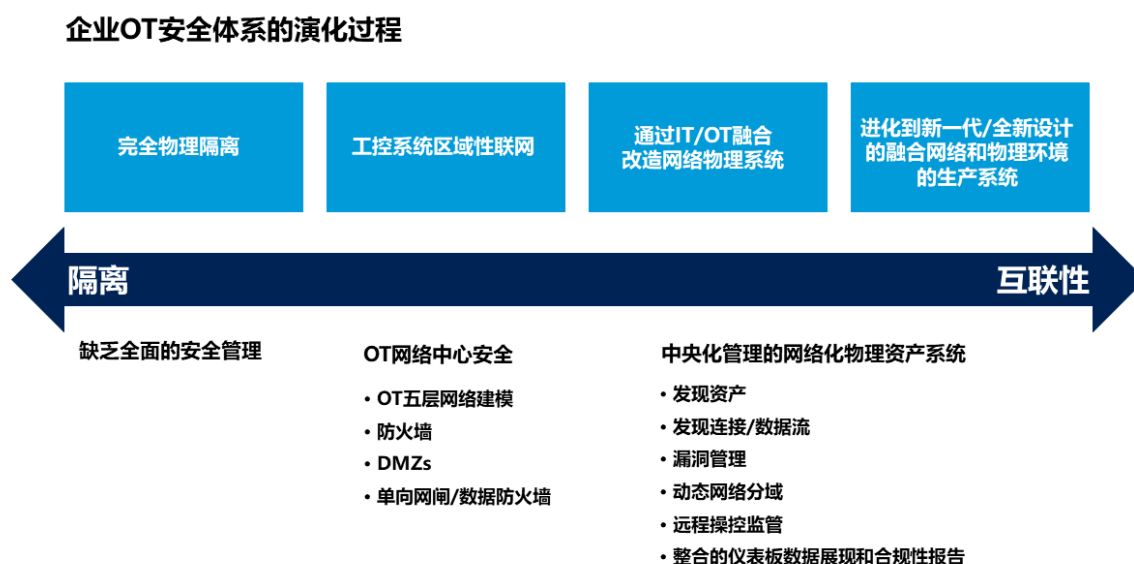 企业OT安全体系的演化过程
完全物理隔离
工控系统区域性联网
通过IT/OT融合
改造网络物理系统
进化到新一代/全新设计
的融合网络和物理环境
的生产系统
隔离
互联性
缺乏全面的安全管理
OT网络中心安全
• OT五层网络建模
• 防火墙
• DMZs
• 单向网闸/数据防火墙
中央化管理的网络化物理资产系统
• 发现资产
• 发现连接/数据流
• 漏洞管理
• 动态网络分域
• 远程操控监管
• 整合的仪表板数据展现和合规性报告